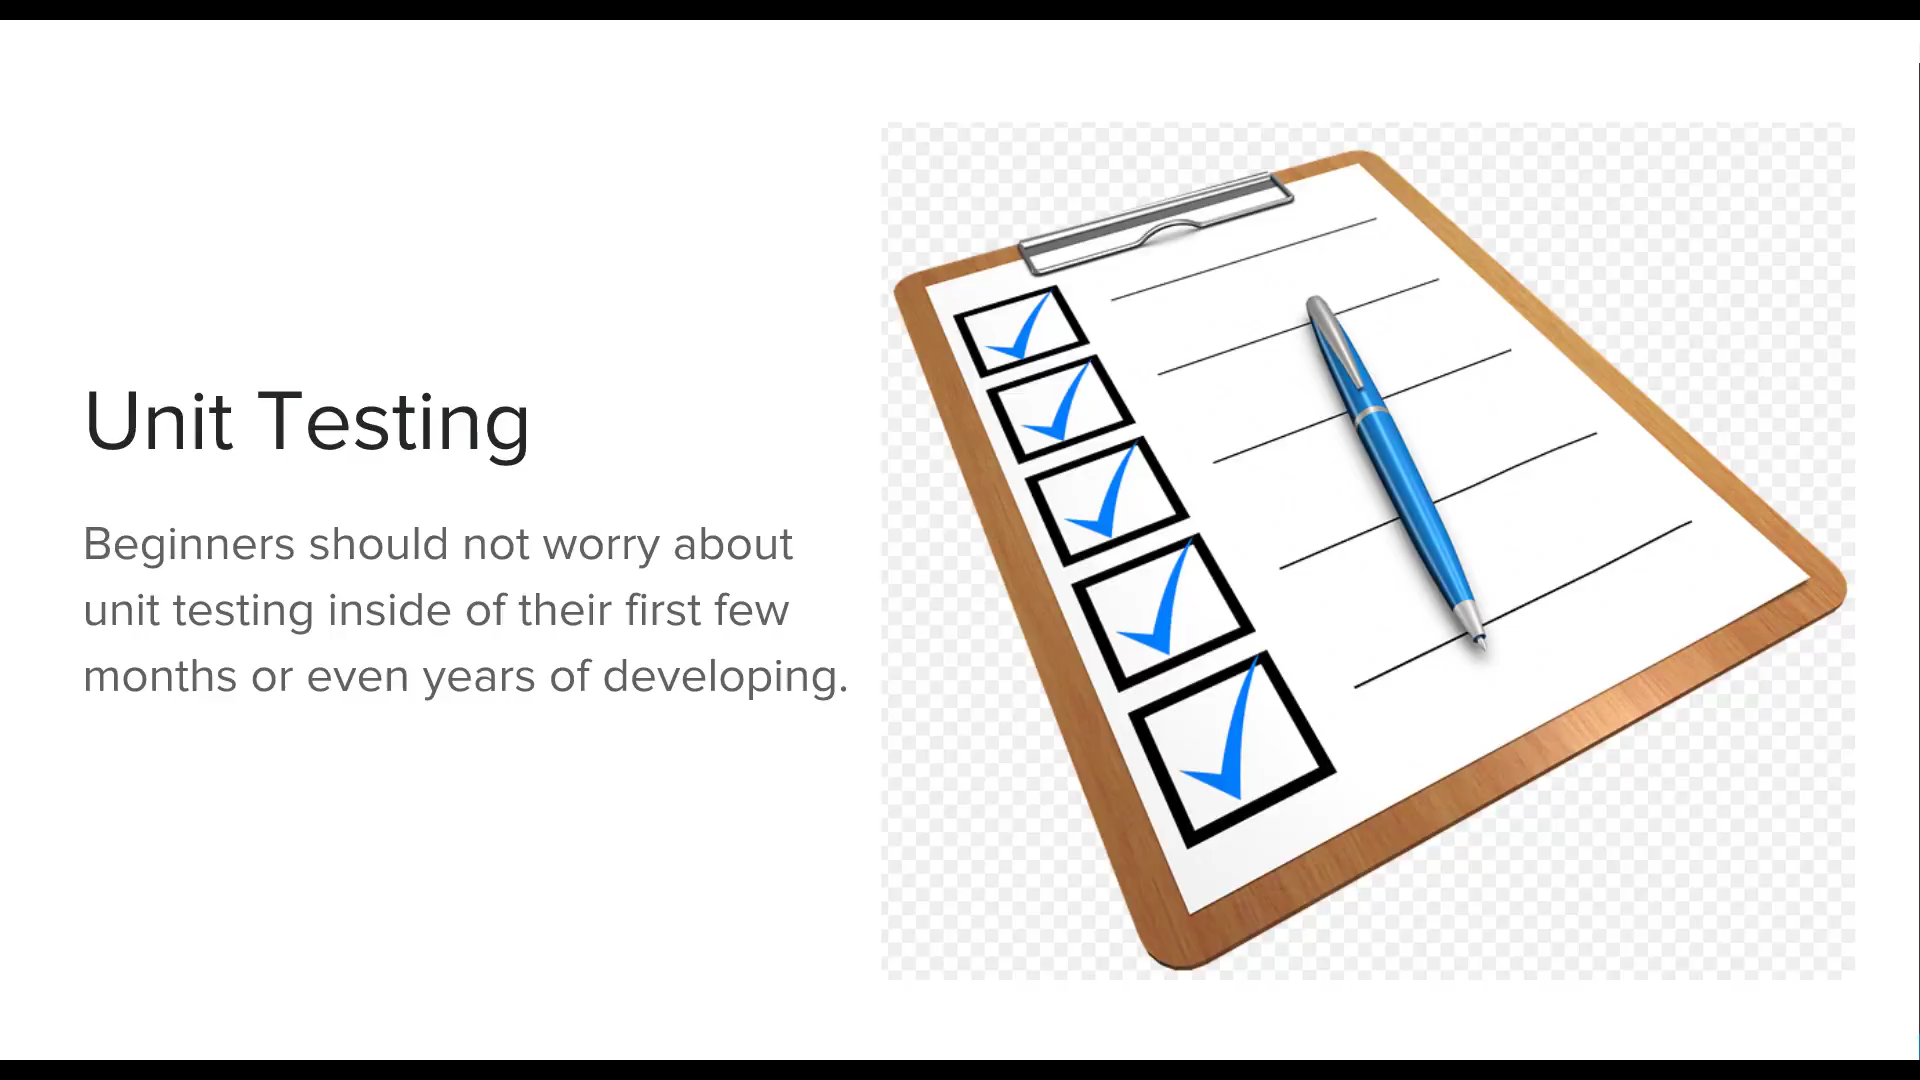 Unit Testing
Beginners should not worry about
unit testing inside of their first few
months or even years of developing.